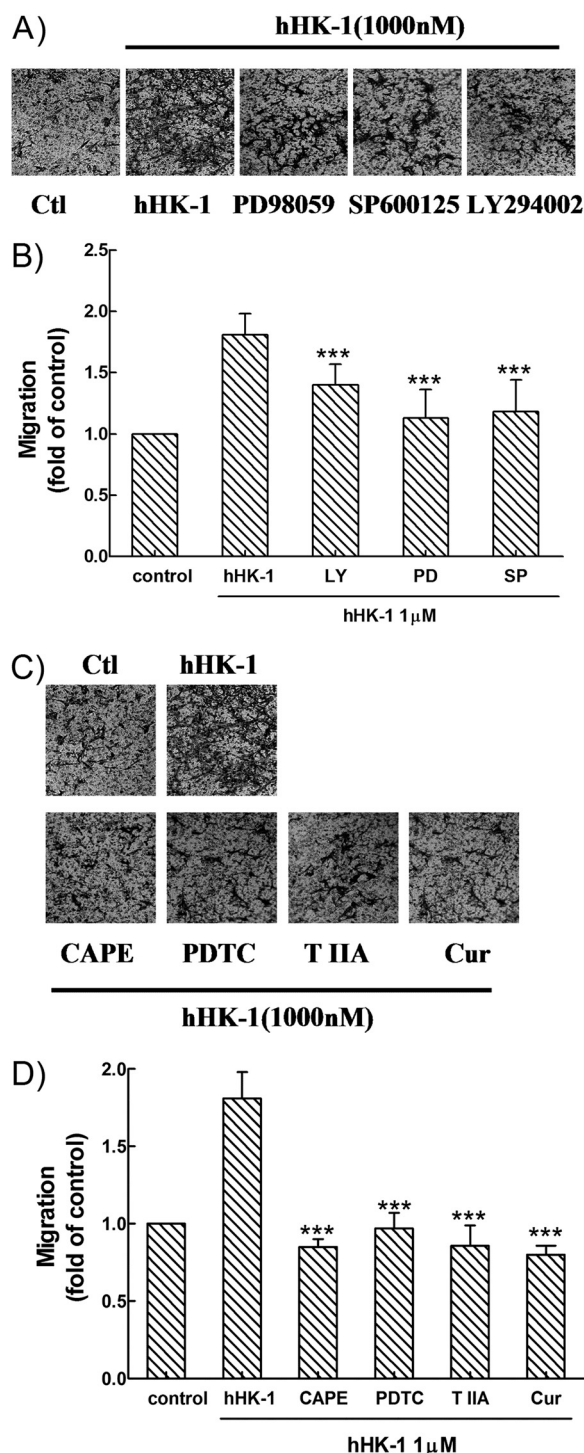 A)
hHK-1(1000nM)
Ctl hHK-1 PD98059 SP600125 LY294002
B)
Migration
(fold of control)
2.5
2.0
1.5
1.0
0.5
0.0
*** *** ***
control hHK-1 LY PD SP
hHK-1 1μM
C)
Ctl hHK-1
CAPE PDTC T IIA Cur
hHK-1(1000nM)
D)
Migration
(fold of control)
2.0
1.5
1.0
0.5
0.0
*** *** *** ***
control hHK-1 CAPE PDTC T IIA Cur
hHK-1 1μM